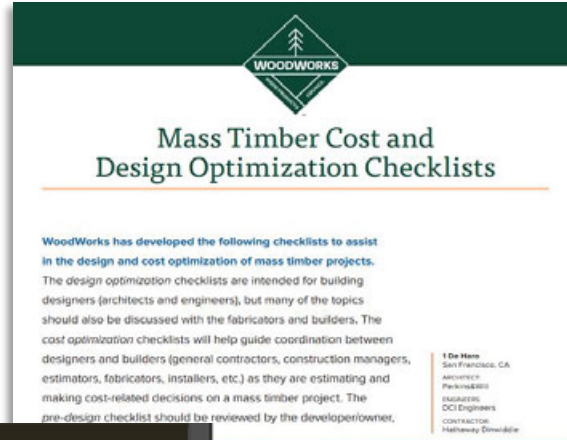 WOODWORKS
Mass Timber Cost and
Design Optimization Checklists
WoodWorks has developed the following checklists to assist
in the design and cost optimization of mass timber projects.
The design optimization checklists are intended for building
designers (architects and engineers), but many of the topics
should also be discussed with the fabricators and builders. The
cost optimization checklists will help guide coordination between
designers and builders (general contractors, construction managers,
estimators, fabricators, installers, etc.) as they are estimating and
making cost-related decisions on a mass timber project. The
pre-design checklist should be reviewed by the developer/owner,
1 De Haro
San Francisco, CA
ARCHITECT:
Perkins&Will
ENGINEERS:
DCI Engineers
CONTRACTOR:
Hathaway Dinwiddie